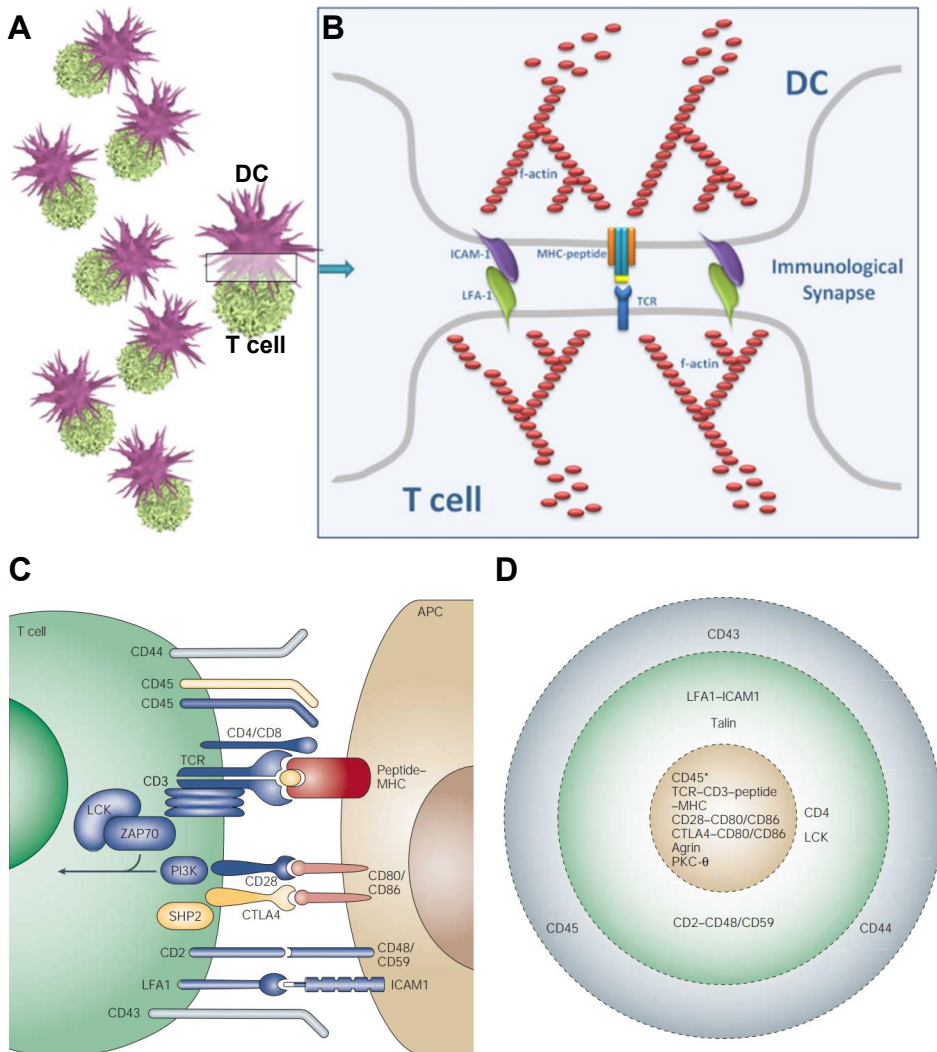 A
B
DC
T cell
DC
f-actin
ICAM-1
MHC-peptide
Immunological
Synapse
LFA-1
TCR
f-actin
T cell
C
T cell
APC
CD44
CD45
CD45
CD4/CD8
TCR
CD3
Peptide–
MHC
LCK
ZAP70
PI3K
CD28
CD80/
CD86
SHP2
CTLA4
CD2
CD48/
CD59
LFA1
ICAM1
CD43
D
CD43
LFA1–ICAM1
Talin
CD45*
TCR–CD3–peptide
–MHC
CD28–CD80/CD86
CTLA4–CD80/CD86
Agrin
PKC-θ
CD4
LCK
CD2–CD48/CD59
CD45
CD44